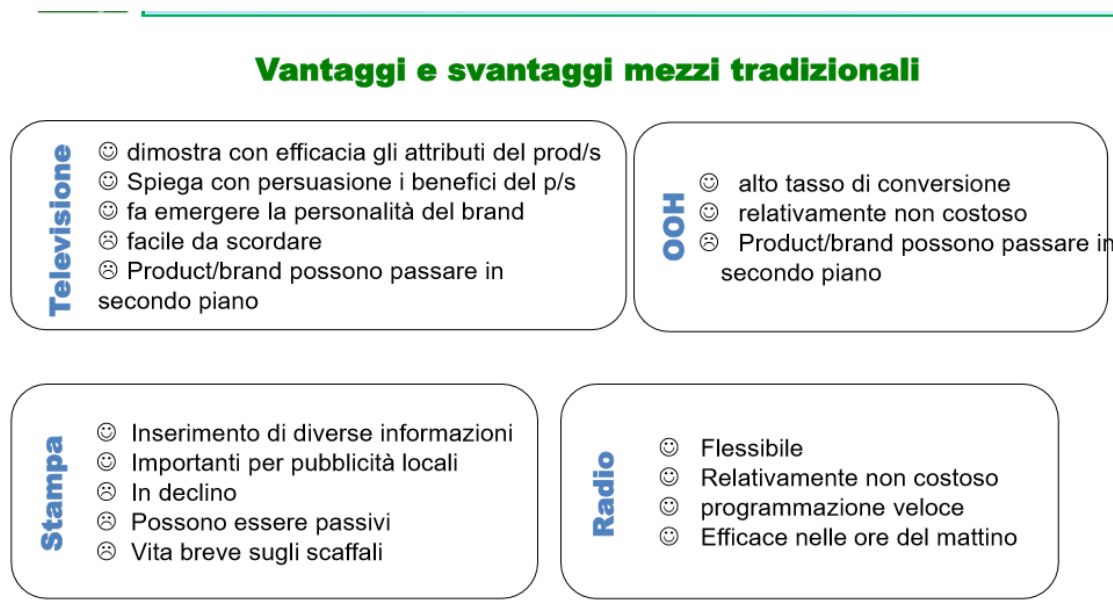 Vantaggi e svantaggi mezzi tradizionali
Televisione
☺ dimostra con efficacia gli attributi del prod/s
☺ Spiega con persuasione i benefici del p/s
☺ fa emergere la personalità del brand
☹ facile da scordare
☹ Product/brand possono passare in
secondo piano
OOH
☺ alto tasso di conversione
☺ relativamente non costoso
☹ Product/brand possono passare in
secondo piano
Stampa
☺ Inserimento di diverse informazioni
☺ Importanti per pubblicità locali
☹ In declino
☹ Possono essere passivi
☹ Vita breve sugli scaffali
Radio
☺ Flessibile
☺ Relativamente non costoso
☺ programmazione veloce
☺ Efficace nelle ore del mattino